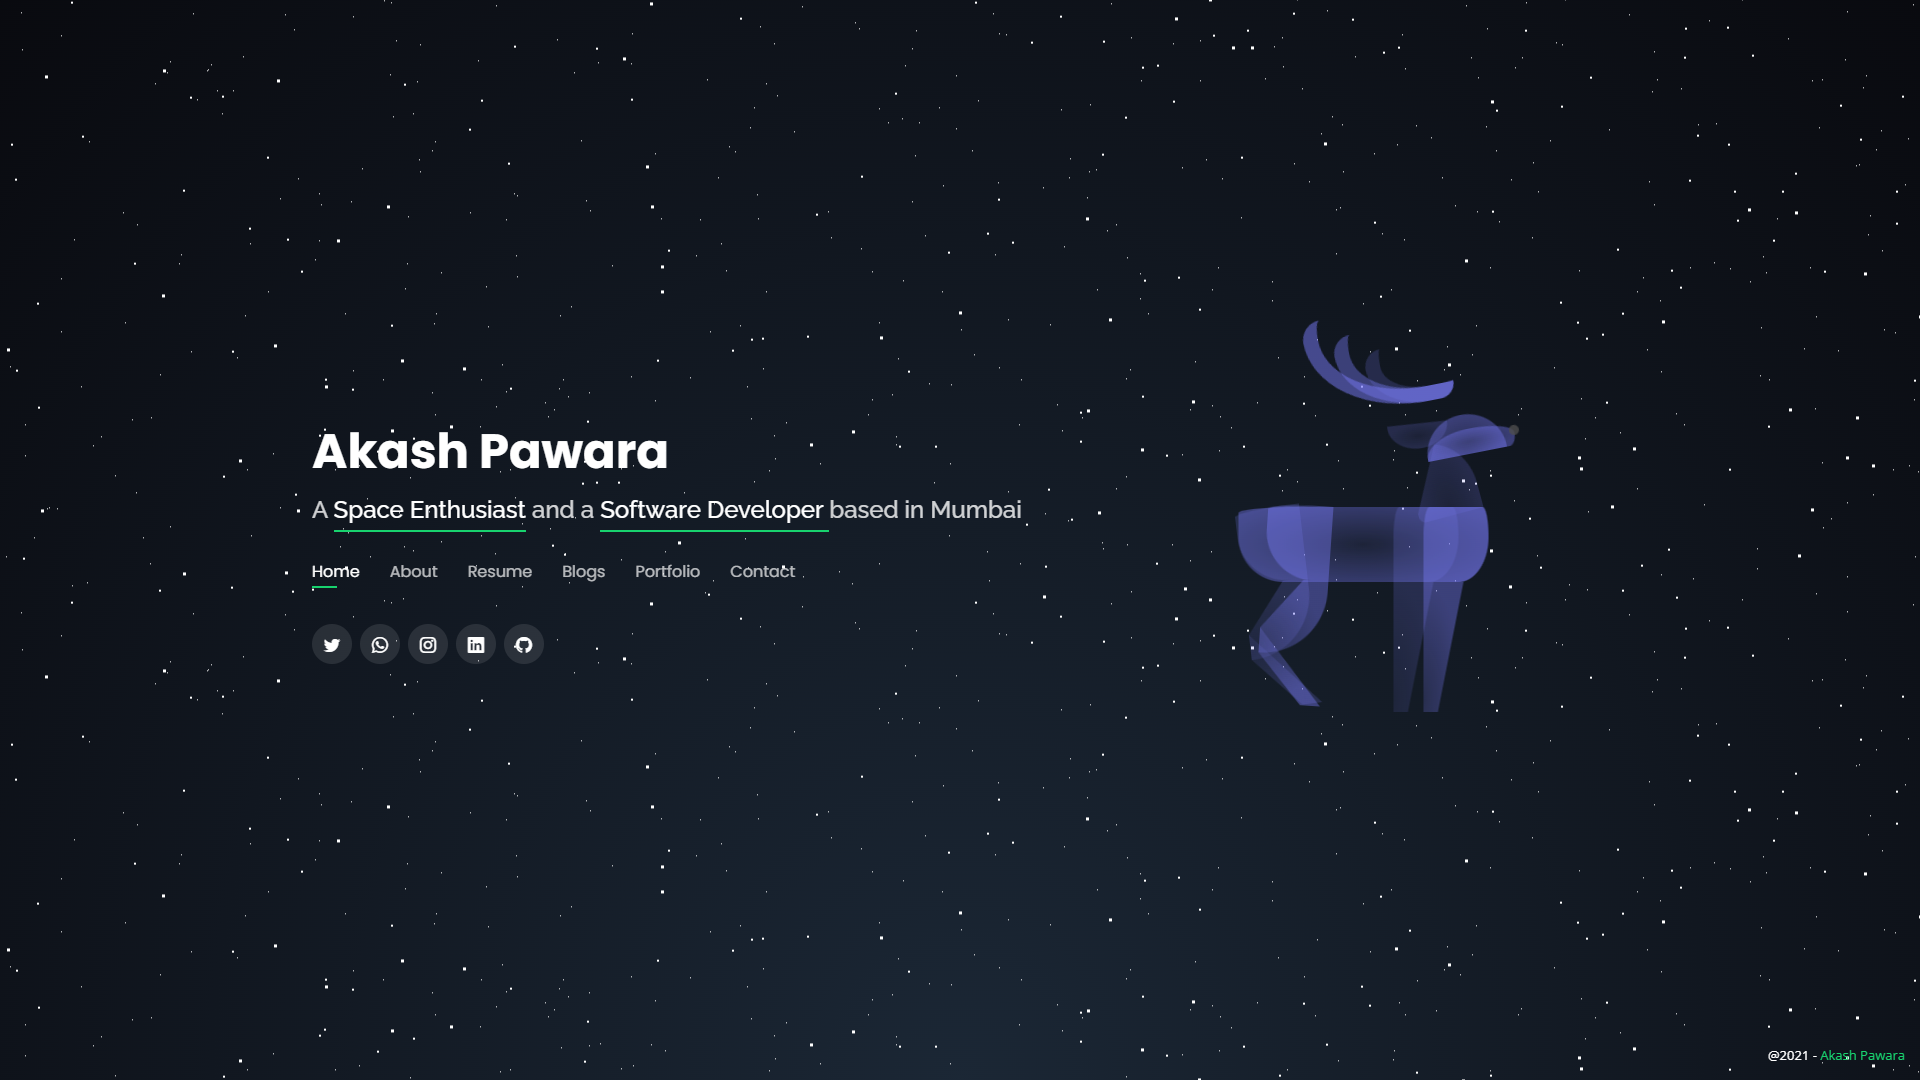 Akash Pawara
A Space Enthusiast and a Software Developer based in Mumbai
Home About Resume Blogs Portfolio Contact
@2021 - Akash Pawara